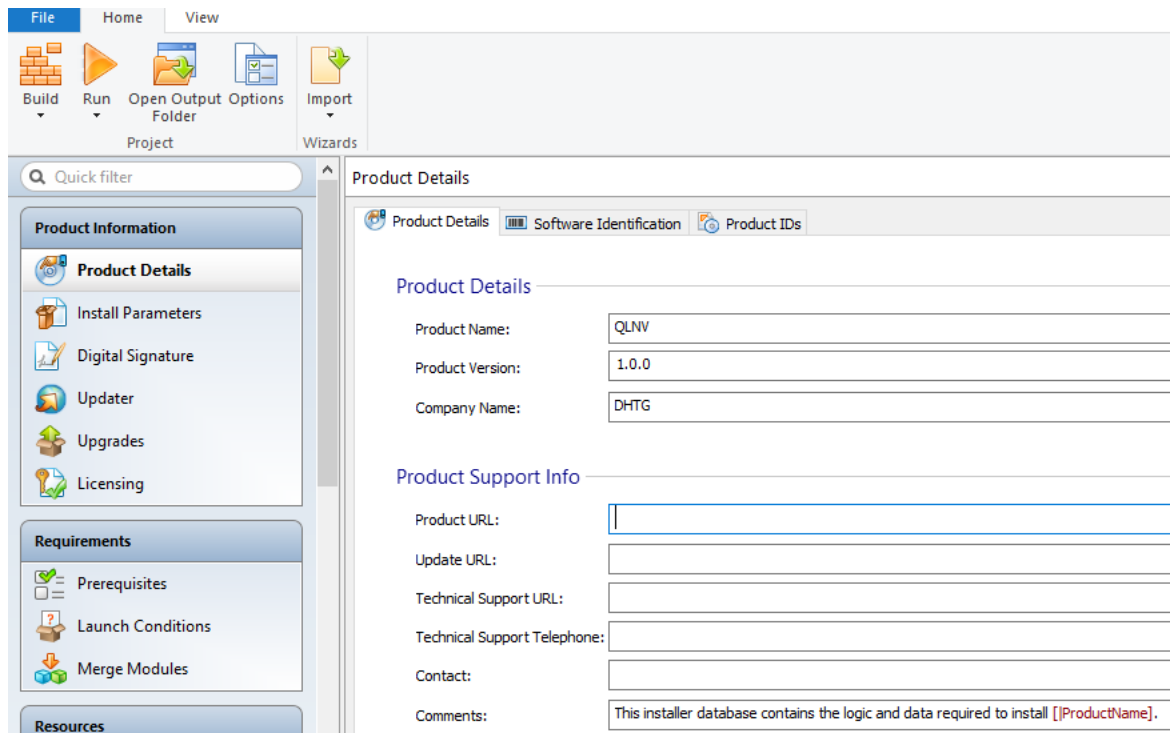 File Home View
Build Run Open Output Folder Options Import
Project Wizards
Quick filter
Product Information
Product Details
Install Parameters
Digital Signature
Updater
Upgrades
Licensing
Requirements
Prerequisites
Launch Conditions
Merge Modules
Resources
Product Details
Product Details Software Identification Product IDs
Product Details
Product Name: QLNV
Product Version: 1.0.0
Company Name: DHTG
Product Support Info
Product URL:
Update URL:
Technical Support URL:
Technical Support Telephone:
Contact:
Comments: This installer database contains the logic and data required to install [|ProductName].